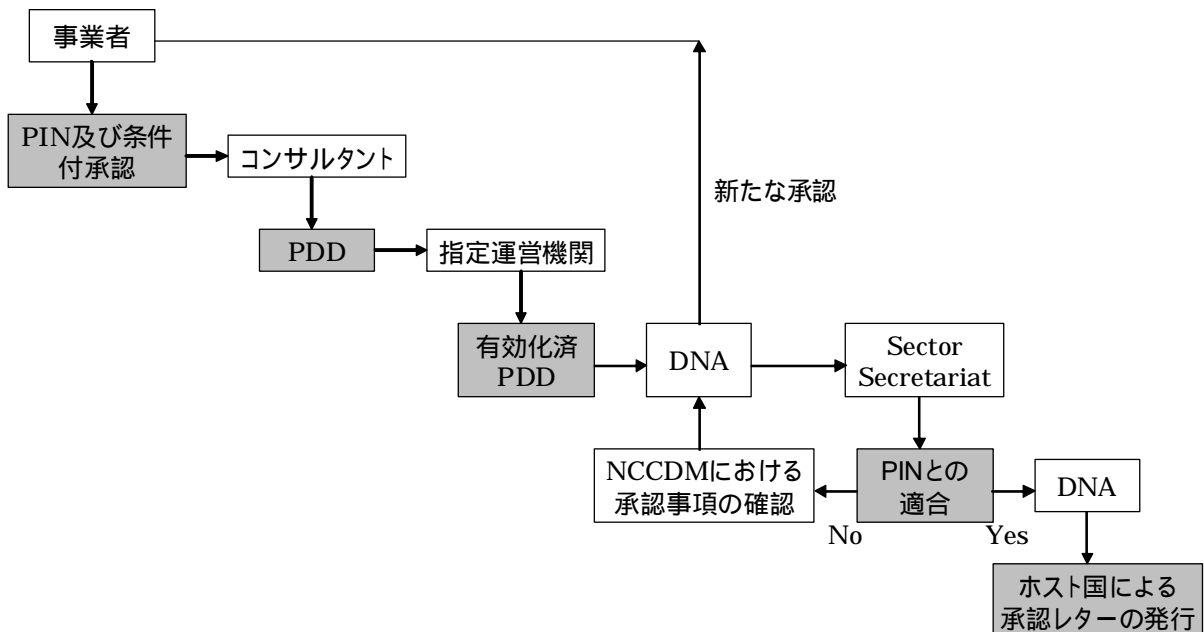 事業者
PIN及び条件
付承認
コンサルタント
新たな承認
PDD
指定運営機関
有効化済
PDD
DNA
Sector
Secretariat
NCCDMにおける
承認事項の確認
PINとの
適合
DNA
No
Yes
ホスト国による
承認レターの発行